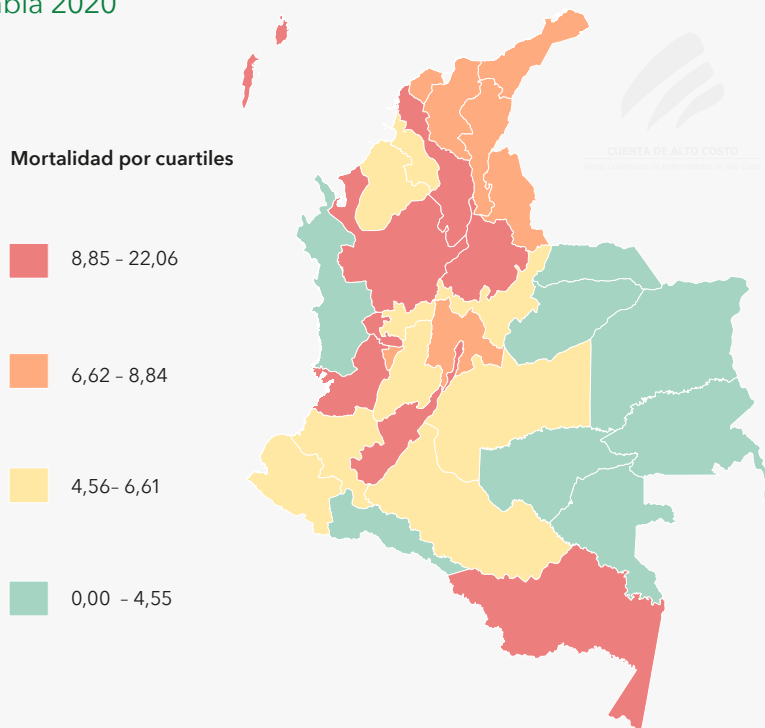 mbia 2020
Mortalidad por cuartiles
8,85 – 22,06
6,62 – 8,84
4,56– 6,61
0,00 – 4,55
CUENTA DE ALTO COSTO